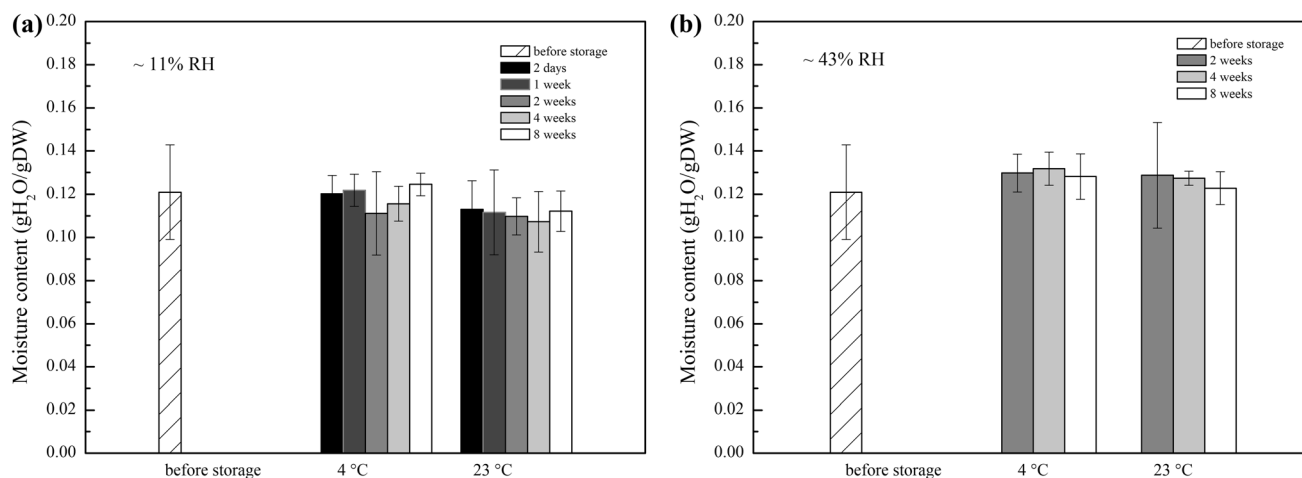 (a)
~ 11% RH
before storage
2 days
1 week
2 weeks
4 weeks
8 weeks
Moisture content (gH₂O/gDW)
0.20
0.18
0.16
0.14
0.12
0.10
0.08
0.06
0.04
0.02
0.00
before storage 4 °C 23 °C
(b)
~ 43% RH
before storage
2 weeks
4 weeks
8 weeks
Moisture content (gH₂O/gDW)
0.20
0.18
0.16
0.14
0.12
0.10
0.08
0.06
0.04
0.02
0.00
before storage 4 °C 23 °C